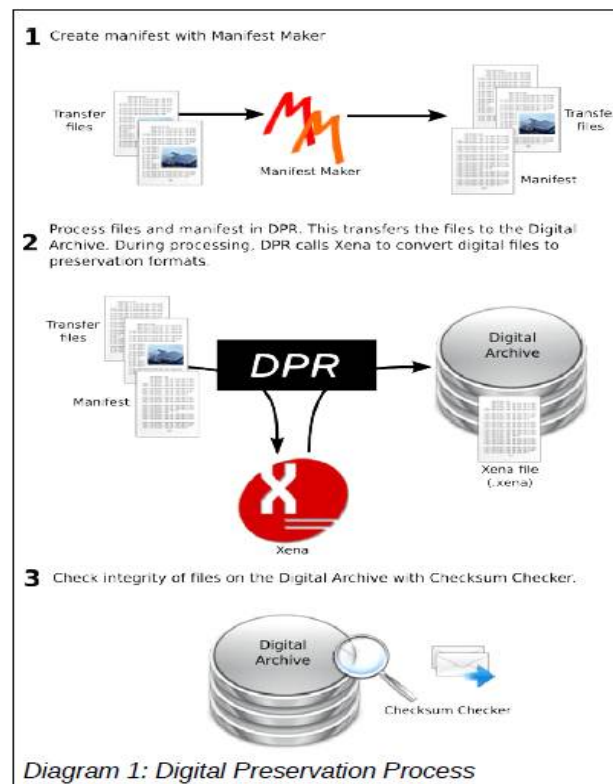 1 Create manifest with Manifest Maker
Transfer
files
Manifest Maker
Transfer
files
Manifest
2 Process files and manifest in DPR. This transfers the files to the Digital
Archive. During processing, DPR calls Xena to convert digital files to
preservation formats.
Transfer
files
Manifest
DPR
Digital
Archive
Xena file
(.xena)
X
Xena
3 Check integrity of files on the Digital Archive with Checksum Checker.
Digital
Archive
Checksum Checker
Diagram 1: Digital Preservation Process